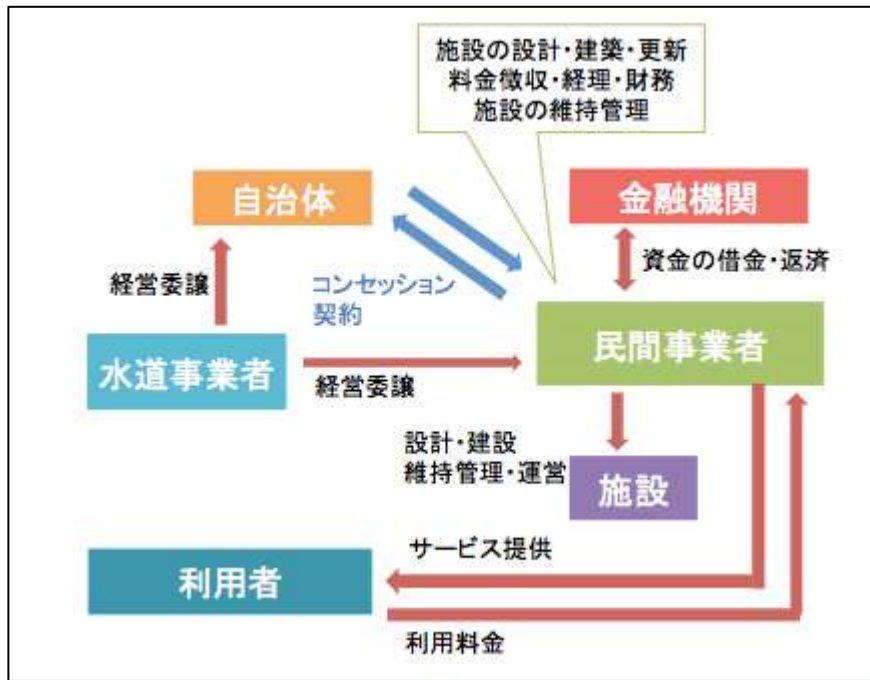 施設の設計・建築・更新
料金徴収・経理・財務
施設の維持管理
自治体
金融機関
経営委譲
コンセッション
契約
資金の借金・返済
水道事業者
民間事業者
経営委譲
設計・建設
維持管理・運営
施設
サービス提供
利用者
利用料金